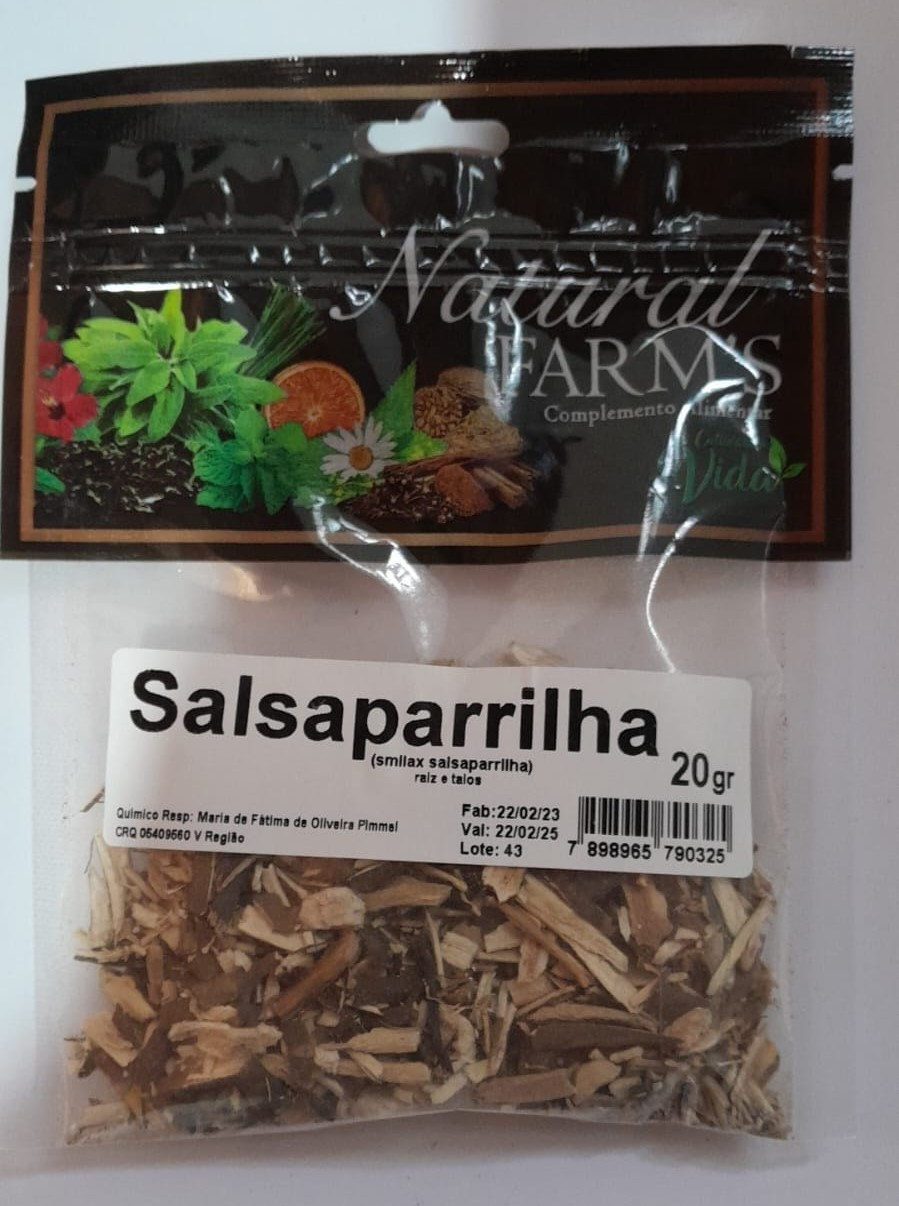 Natural
FARM'S
Complemento Alimentar
Vida
Salsaparrilha
(smilax salsaparrilha)
raiz e talos
20gr
Quimico Resp: Maria de Fátima de Oliveira Pimmel
CRQ 05409560 V Região
Fab:22/02/23
Val: 22/02/25
Lote: 43
7 898965 790325